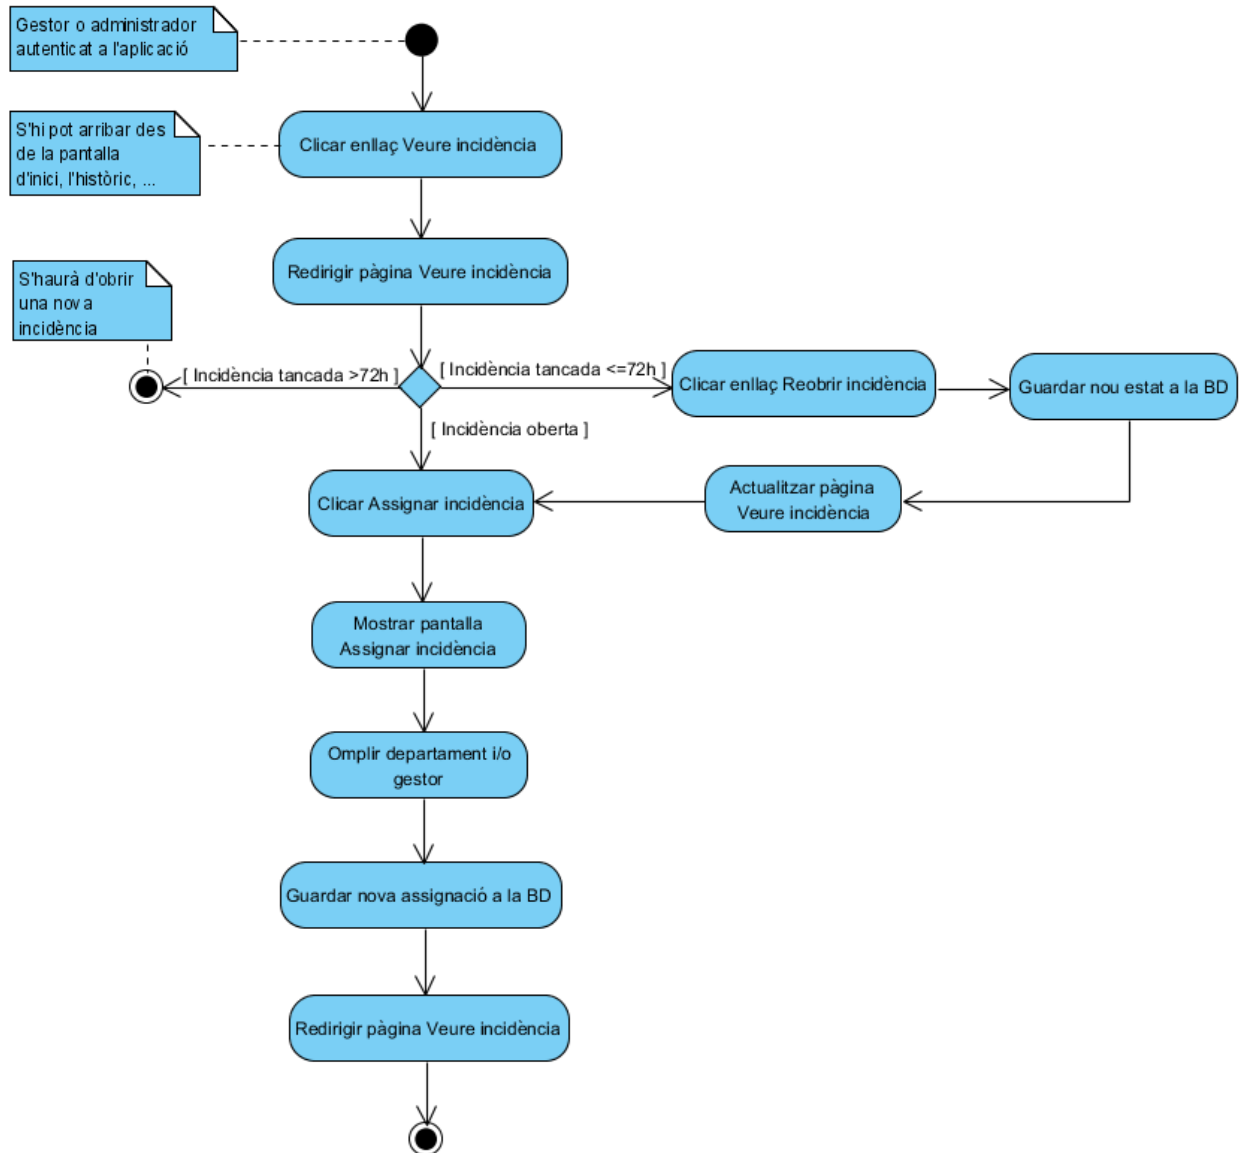 Gestor o administrador
autenticat a l'aplicació
S'hi pot arribar des
de la pantalla
d'inici, l'històric, ...
Clicar enllaç Veure incidència
Redirigir pàgina Veure incidència
S'haurà d'obrir
una nova
incidència
[ Incidència tancada >72h ]
[ Incidència tancada <=72h ]
Clicar enllaç Reobrir incidència
Guardar nou estat a la BD
[ Incidència oberta ]
Clicar Assignar incidència
Actualitzar pàgina
Veure incidència
Mostrar pantalla
Assignar incidència
Omplir departament i/o
gestor
Guardar nova assignació a la BD
Redirigir pàgina Veure incidència